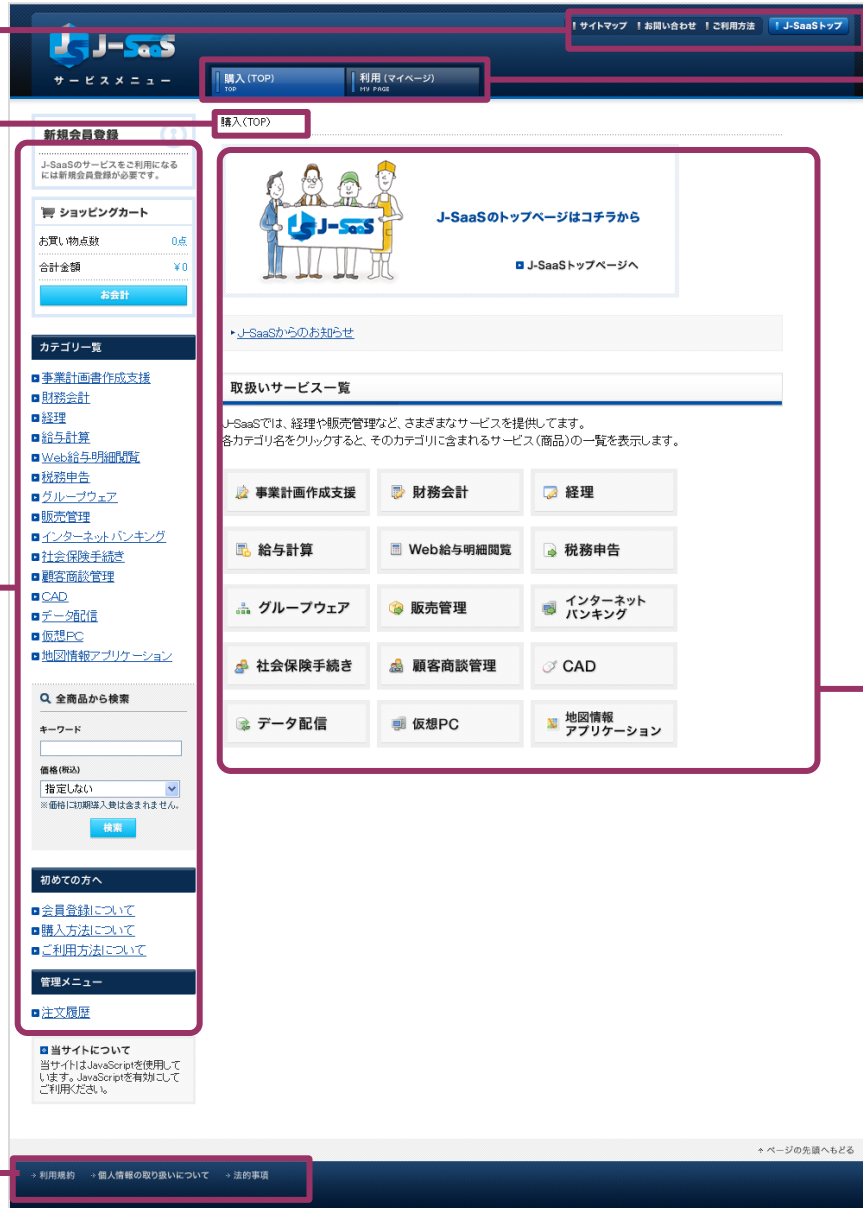 サイトマップ
お問い合わせ
ご利用方法
J-SaaSトップ
J-SaaS
サービスメニュー
購入(TOP)
TOP
利用(マイページ)
MY PAGE
購入(TOP)
新規会員登録
J-SaaSのサービスをご利用になる
には新規会員登録が必要です。
ショッピングカート
お買い物点数 0点
合計金額 ¥0
お会計
カテゴリ一覧
事業計画書作成支援
財務会計
経理
給与計算
Web給与明細閲覧
税務申告
グループウェア
販売管理
インターネットバンキング
社会保険手続き
顧客商談管理
CAD
データ配信
仮想PC
地図情報アプリケーション
全商品から検索
キーワード
価格(税込)
指定しない
※価格に初期導入費は含まれません。
検索
初めての方へ
会員登録について
購入方法について
ご利用方法について
管理メニュー
注文履歴
当サイトについて
当サイトはJavaScriptを使用して
います。JavaScriptを有効にして
ご利用ください。
J-SaaS
J-SaaSのトップページはコチラから
J-SaaSトップページへ
J-SaaSからのお知らせ
取扱いサービス一覧
J-SaaSでは、経理や販売管理など、さまざまなサービスを提供してます。
各カテゴリ名をクリックすると、そのカテゴリに含まれるサービス(商品)の一覧を表示します。
事業計画作成支援
財務会計
経理
給与計算
Web給与明細閲覧
税務申告
グループウェア
販売管理
インターネット
バンキング
社会保険手続き
顧客商談管理
CAD
データ配信
仮想PC
地図情報
アプリケーション
ページの先頭へもどる
利用規約
個人情報の取り扱いについて
法的事項